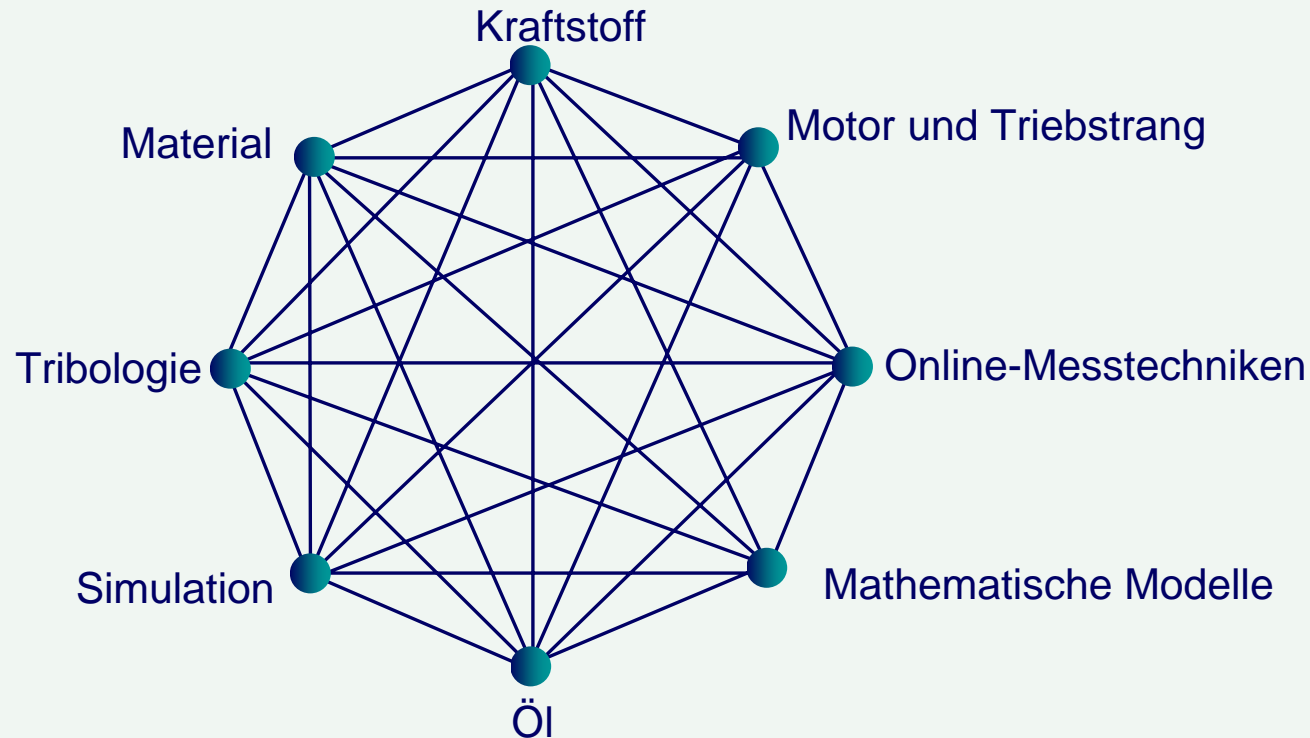 Kraftstoff
Motor und Triebstrang
Material
Online-Messtechniken
Tribologie
Mathematische Modelle
Simulation
Öl